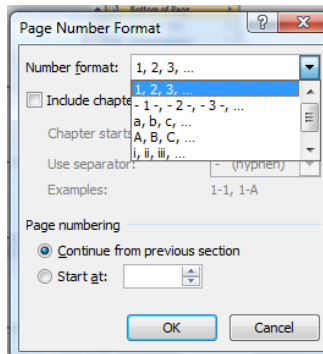 Bottom of Page
Page Number Format
Number format: 1, 2, 3, ...
1, 2, 3, ...
- 1 -, - 2 -, - 3 -, ...
a, b, c, ...
A, B, C, ...
i, ii, iii, ...
Include chapte
Chapter starts
Use separator: - (hyphen)
Examples: 1-1, 1-A
Page numbering
Continue from previous section
Start at:
OK Cancel